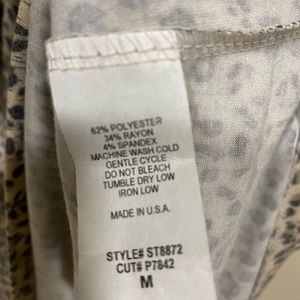 62% POLYESTER
34% RAYON
4% SPANDEX
MACHINE WASH COLD
GENTLE CYCLE
DO NOT BLEACH
TUMBLE DRY LOW
IRON LOW
MADE IN U.S.A.
STYLE# ST8872
CUT# P7842
M